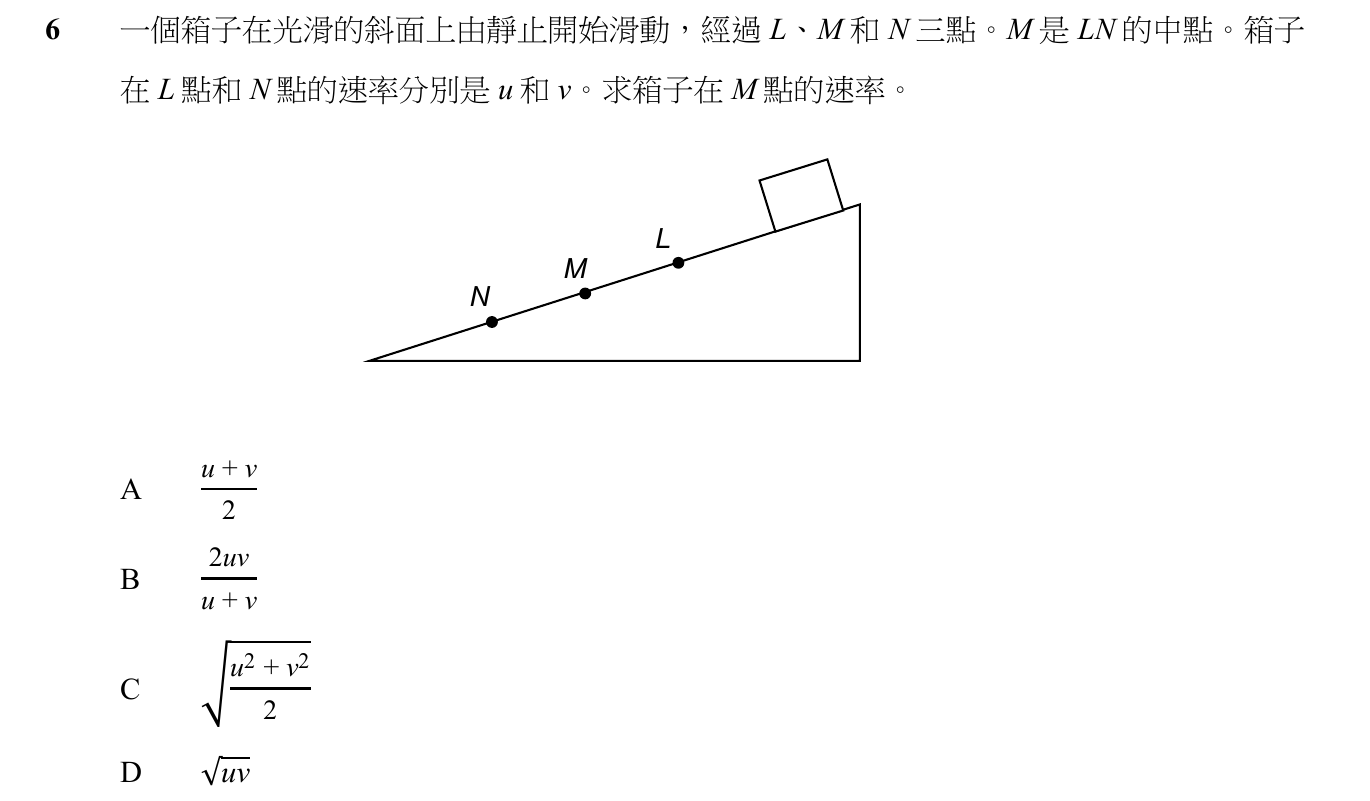 6 一個箱子在光滑的斜面上由靜止開始滑動，經過 L、M 和 N 三點。M 是 LN 的中點。箱子
在 L 點和 N 點的速率分別是 u 和 v。求箱子在 M 點的速率。
L
M
N
A (u + v)/2
B 2uv/(u + v)
C √((u² + v²)/2)
D √(uv)